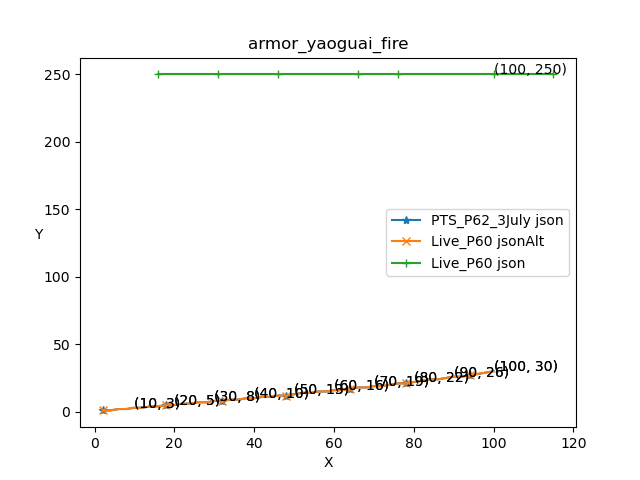 armor_yaoguai_fire
250
200
150
100
50
0
Y
(100, 250)
PTS_P62_3July json
Live_P60 jsonAlt
Live_P60 json
(10, 3)
(20, 5)
(30, 8)
(40, 10)
(50, 13)
(60, 16)
(70, 19)
(80, 22)
(90, 26)
(100, 30)
0 20 40 60 80 100 120
X